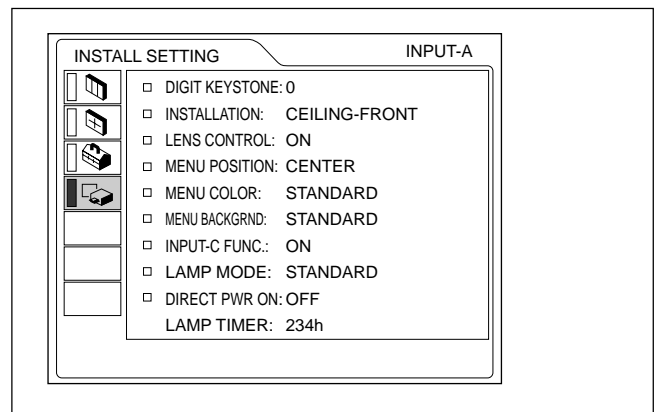 INSTALL SETTING INPUT-A
DIGIT KEYSTONE: 0
INSTALLATION: CEILING-FRONT
LENS CONTROL: ON
MENU POSITION: CENTER
MENU COLOR: STANDARD
MENU BACKGRND: STANDARD
INPUT-C FUNC.: ON
LAMP MODE: STANDARD
DIRECT PWR ON: OFF
LAMP TIMER: 234h